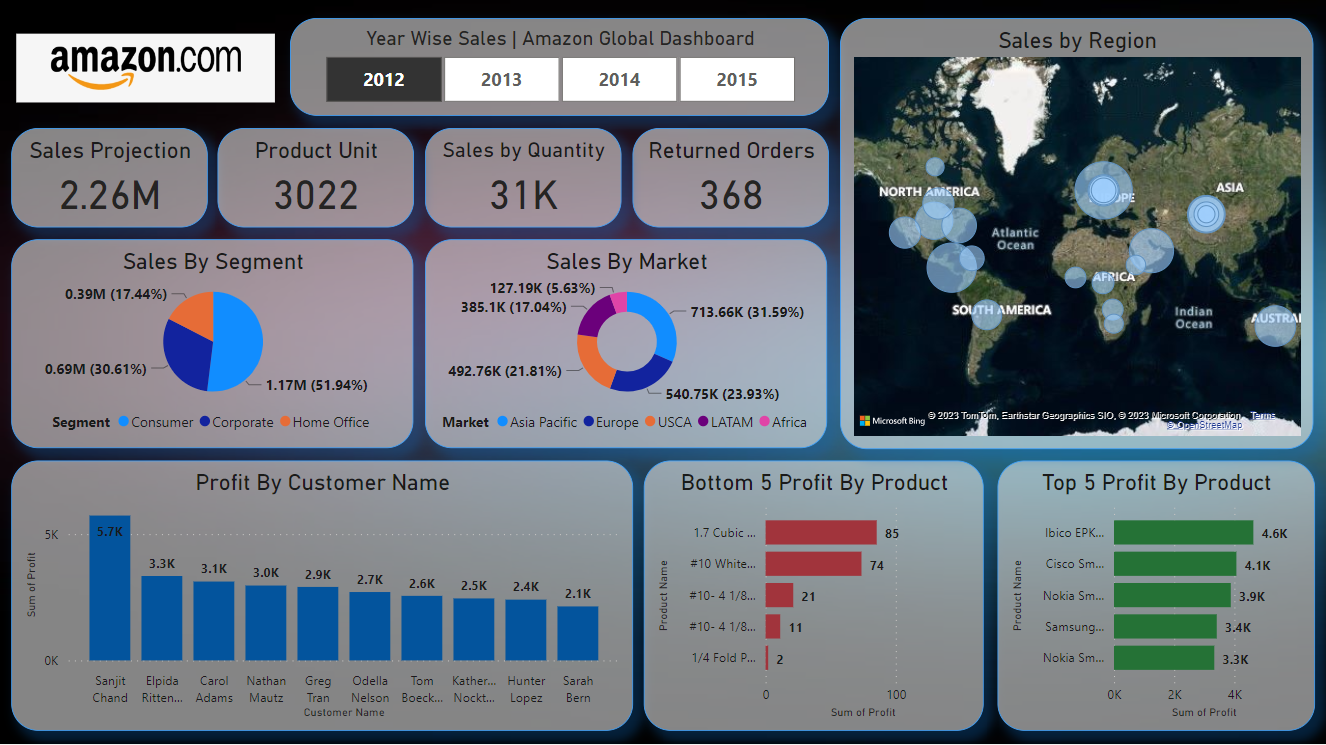 amazon.com
Year Wise Sales | Amazon Global Dashboard
2012
2013
2014
2015
Sales Projection
2.26M
Product Unit
3022
Sales by Quantity
31K
Returned Orders
368
Sales By Segment
0.39M (17.44%)
0.69M (30.61%)
1.17M (51.94%)
Segment Consumer Corporate Home Office
Sales By Market
127.19K (5.63%)
385.1K (17.04%)
713.66K (31.59%)
492.76K (21.81%)
540.75K (23.93%)
Market Asia Pacific Europe USCA LATAM Africa
Sales by Region
NORTH AMERICA
ASIA
Atlantic
Ocean
AFRICA
SOUTH AMERICA
Indian
Ocean
AUSTRA
Microsoft Bing
© 2023 TomTom, Earthstar Geographics SIO, © 2023 Microsoft Corporation Terms
© OpenStreetMap
Profit By Customer Name
Sum of Profit
5K
0K
5.7K
3.3K
3.1K
3.0K
2.9K
2.7K
2.6K
2.5K
2.4K
2.1K
Sanjit Chand
Elpida Ritten...
Carol Adams
Nathan Mautz
Greg Tran
Odella Nelson
Tom Boeck...
Kather... Nockt...
Hunter Lopez
Sarah Bern
Customer Name
Bottom 5 Profit By Product
Product Name
1.7 Cubic ... 85
#10 White... 74
#10- 4 1/8... 21
#10- 4 1/8... 11
1/4 Fold P... 2
0 100
Sum of Profit
Top 5 Profit By Product
Product Name
Ibico EPK... 4.6K
Cisco Sm... 4.1K
Nokia Sm... 3.9K
Samsung... 3.4K
Nokia Sm... 3.3K
0K 2K 4K
Sum of Profit